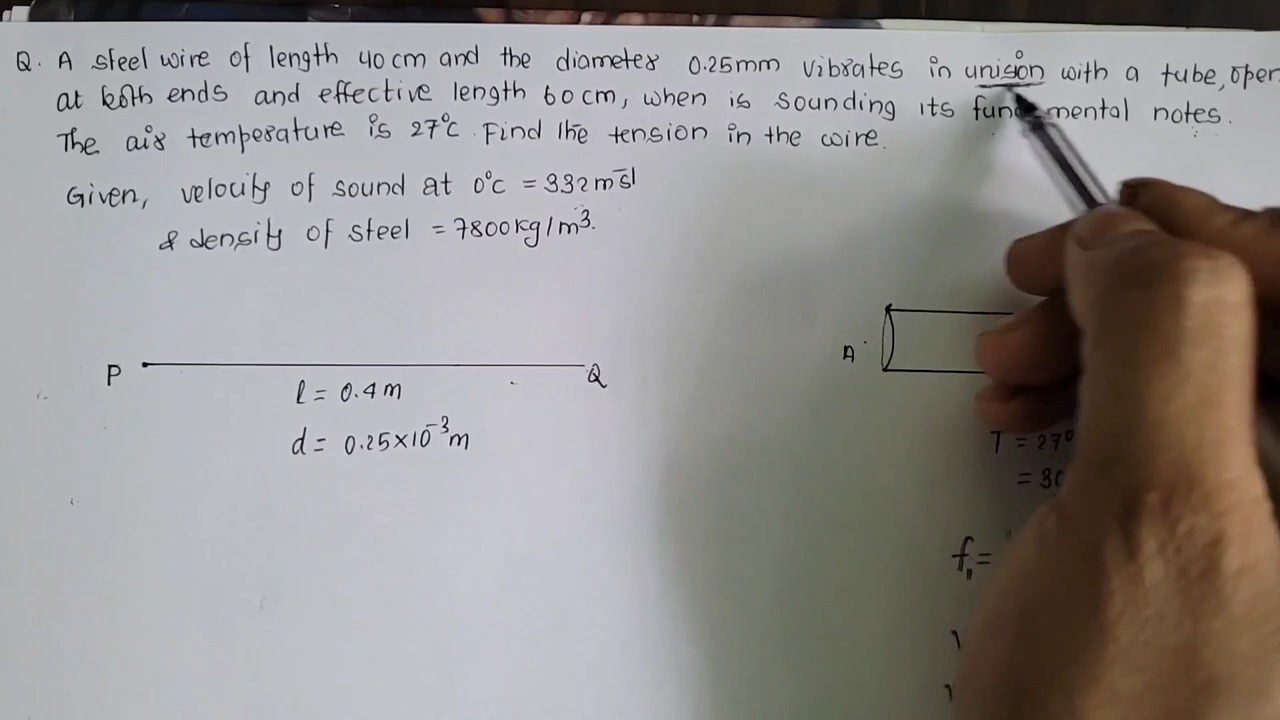 Q. A steel wire of length 40 cm and the diameter 0.25mm vibrates in unison with a tube, open
at both ends and effective length 60 cm, when is sounding its mental notes.
The air temperature is 27°C. Find the tension in the wire.
Given, velocity of sound at 0°C = 332 ms⁻¹
& density of steel = 7800 kg/m³.
A
P Q
l = 0.4 m
d = 0.25×10⁻³ m
T = 27°
= 30
f₁₁ =